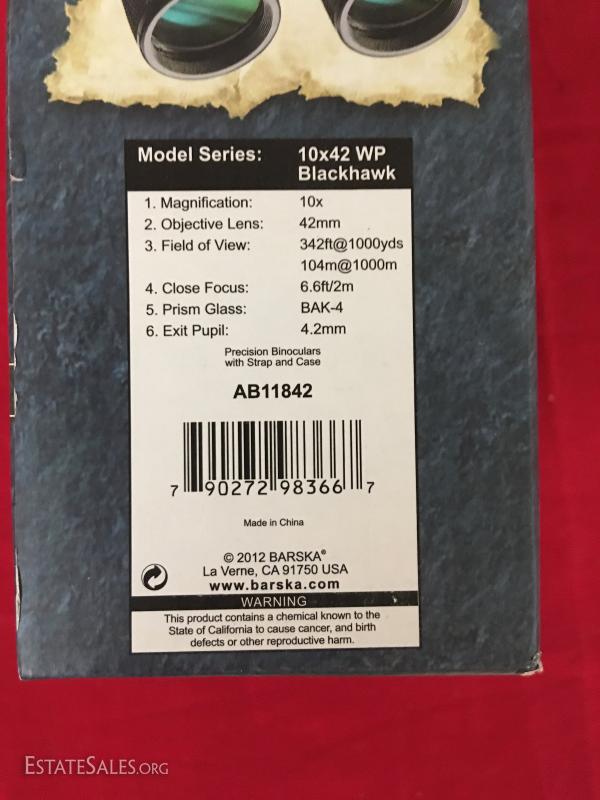 Model Series: 10x42 WP
Blackhawk
1. Magnification: 10x
2. Objective Lens: 42mm
3. Field of View: 342ft@1000yds
104m@1000m
4. Close Focus: 6.6ft/2m
5. Prism Glass: BAK-4
6. Exit Pupil: 4.2mm
Precision Binoculars
with Strap and Case
AB11842
7 90272 98366 7
Made in China
© 2012 BARSKA®
La Verne, CA 91750 USA
www.barska.com
WARNING
This product contains a chemical known to the
State of California to cause cancer, and birth
defects or other reproductive harm.
ESTATESALES.ORG